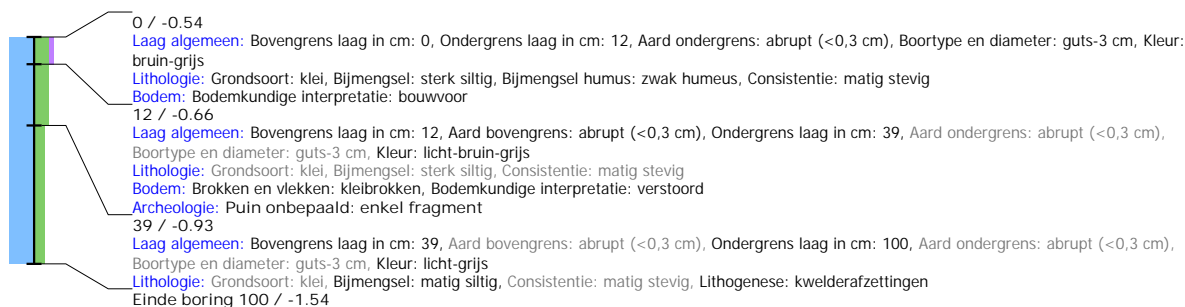 0 / -0.54
Laag algemeen: Bovengrens laag in cm: 0, Ondergrens laag in cm: 12, Aard ondergrens: abrupt (<0,3 cm), Boortype en diameter: guts-3 cm, Kleur:
bruin-grijs
Lithologie: Grondsoort: klei, Bijmengsel: sterk siltig, Bijmengsel humus: zwak humeus, Consistentie: matig stevig
Bodem: Bodemkundige interpretatie: bouwvoor
12 / -0.66
Laag algemeen: Bovengrens laag in cm: 12, Aard bovengrens: abrupt (<0,3 cm), Ondergrens laag in cm: 39, Aard ondergrens: abrupt (<0,3 cm),
Boortype en diameter: guts-3 cm, Kleur: licht-bruin-grijs
Lithologie: Grondsoort: klei, Bijmengsel: sterk siltig, Consistentie: matig stevig
Bodem: Brokken en vlekken: kleibrokken, Bodemkundige interpretatie: verstoord
Archeologie: Puin onbepaald: enkel fragment
39 / -0.93
Laag algemeen: Bovengrens laag in cm: 39, Aard bovengrens: abrupt (<0,3 cm), Ondergrens laag in cm: 100, Aard ondergrens: abrupt (<0,3 cm),
Boortype en diameter: guts-3 cm, Kleur: licht-grijs
Lithologie: Grondsoort: klei, Bijmengsel: matig siltig, Consistentie: matig stevig, Lithogenese: kwelderafzettingen
Einde boring 100 / -1.54